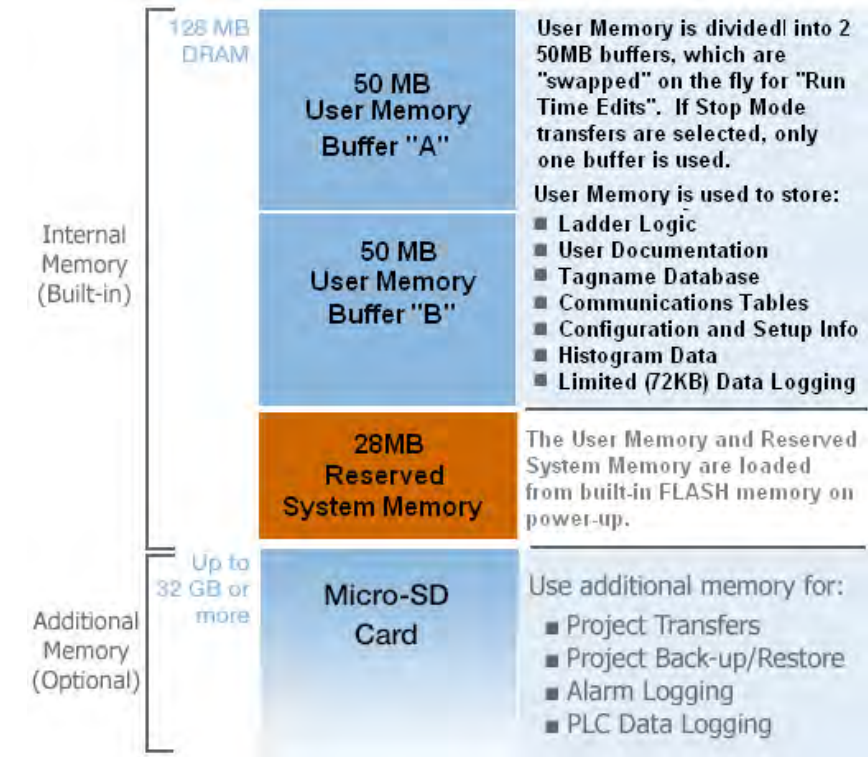 128 MB
DRAM
50 MB
User Memory
Buffer "A"
User Memory is divided into 2
50MB buffers, which are
"swapped" on the fly for "Run
Time Edits". If Stop Mode
transfers are selected, only
one buffer is used.
User Memory is used to store:
■ Ladder Logic
■ User Documentation
■ Tagname Database
■ Communications Tables
■ Configuration and Setup Info
■ Histogram Data
■ Limited (72KB) Data Logging
Internal
Memory
(Built-in)
50 MB
User Memory
Buffer "B"
28MB
Reserved
System Memory
The User Memory and Reserved
System Memory are loaded
from built-in FLASH memory on
power-up.
Up to
32 GB or
more
Additional
Memory
(Optional)
Micro-SD
Card
Use additional memory for:
■ Project Transfers
■ Project Back-up/Restore
■ Alarm Logging
■ PLC Data Logging